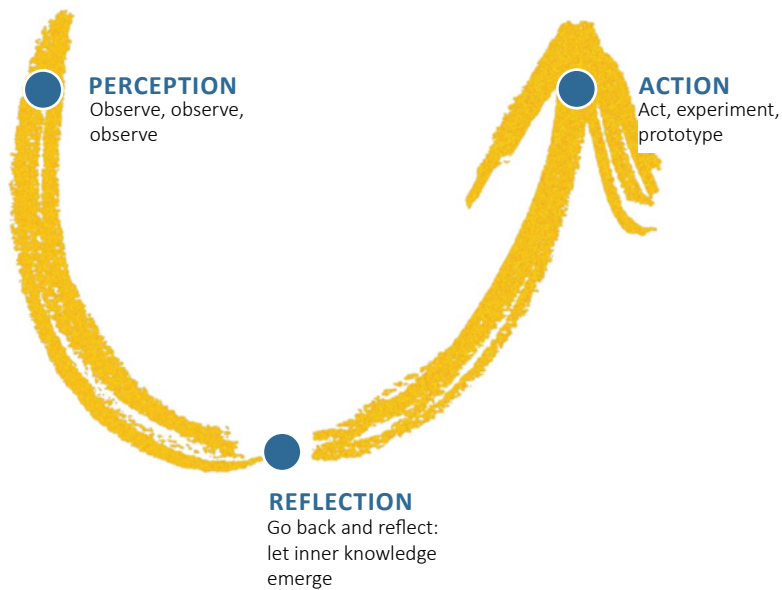 PERCEPTION
Observe, observe,
observe
ACTION
Act, experiment,
prototype
REFLECTION
Go back and reflect:
let inner knowledge
emerge